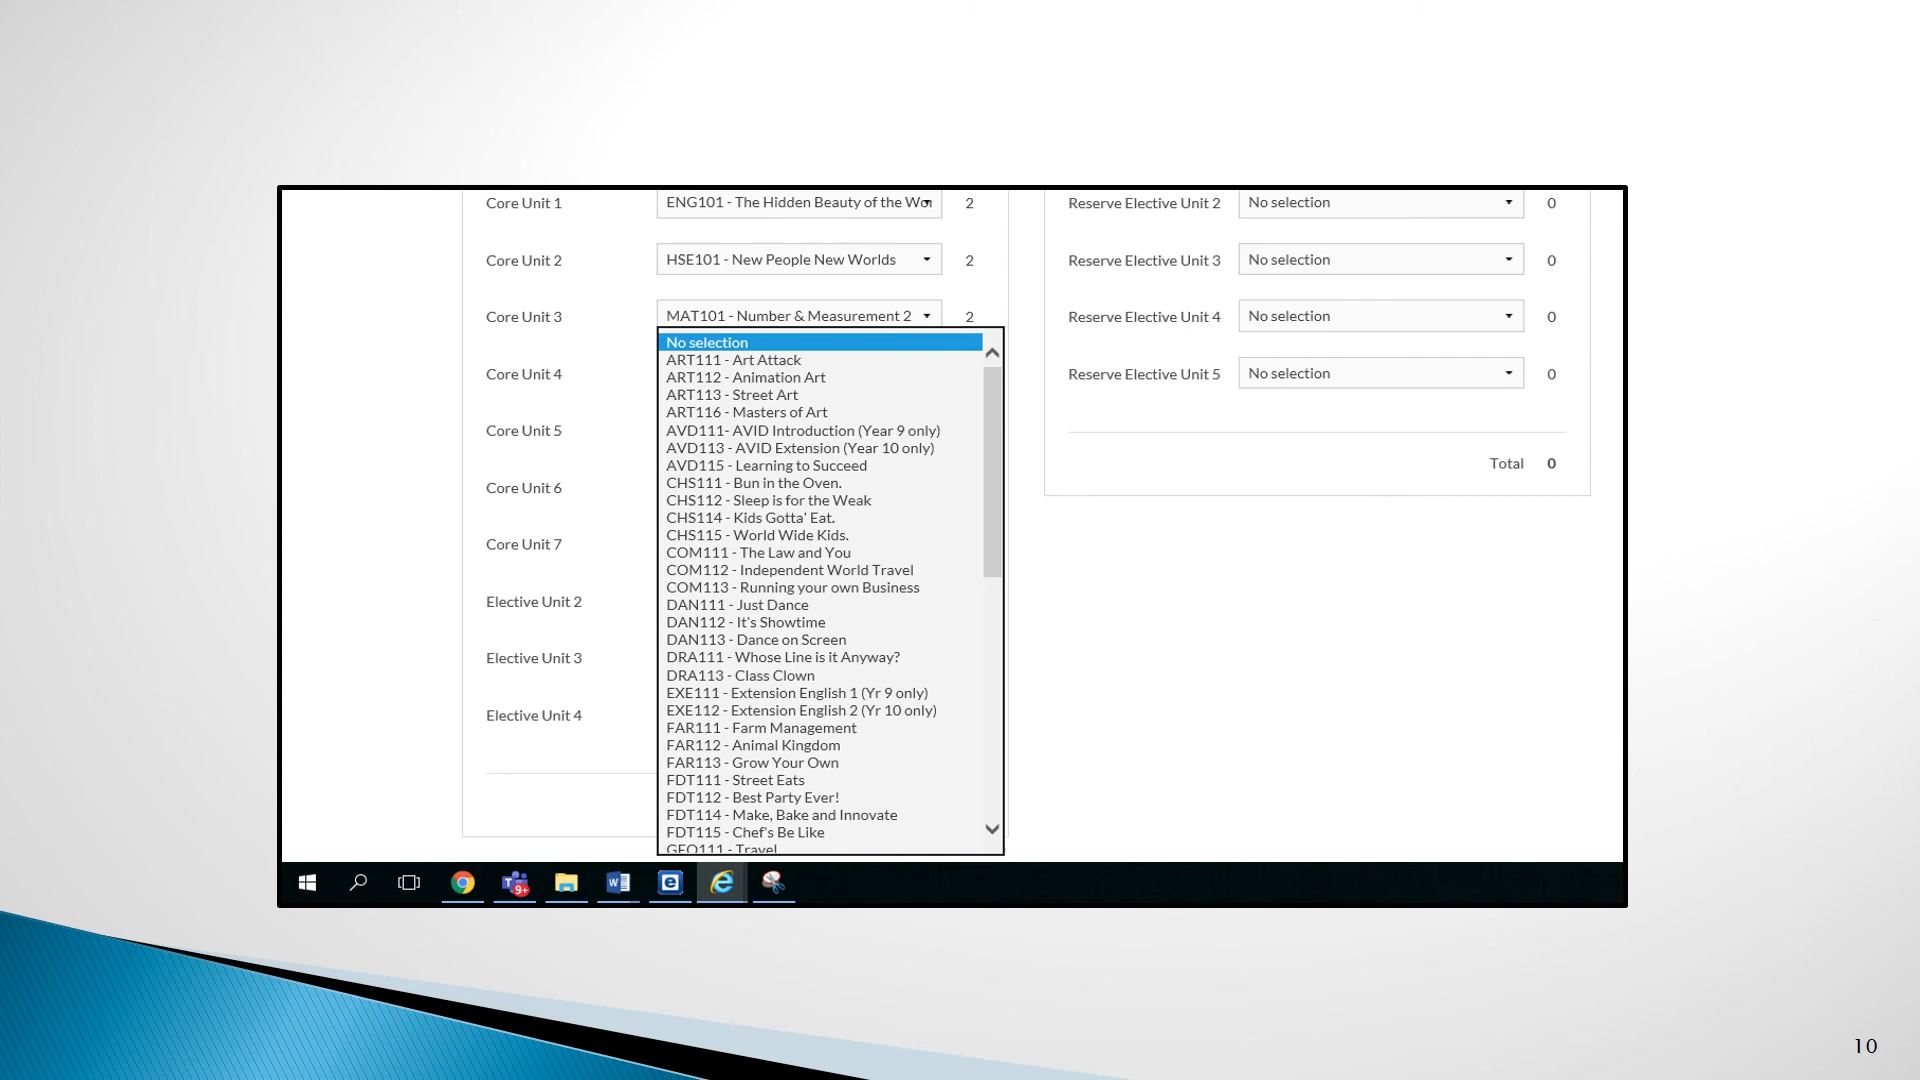 Core Unit 1 ENG101 - The Hidden Beauty of the Wor 2
Reserve Elective Unit 2 No selection 0
Core Unit 2 HSE101 - New People New Worlds 2
Reserve Elective Unit 3 No selection 0
Core Unit 3 MAT101 - Number & Measurement 2 2
Reserve Elective Unit 4 No selection 0
Core Unit 4
Reserve Elective Unit 5 No selection 0
Core Unit 5
Total 0
Core Unit 6
Core Unit 7
Elective Unit 2
Elective Unit 3
Elective Unit 4
No selection
ART111 - Art Attack
ART112 - Animation Art
ART113 - Street Art
ART116 - Masters of Art
AVD111- AVID Introduction (Year 9 only)
AVD113 - AVID Extension (Year 10 only)
AVD115 - Learning to Succeed
CHS111 - Bun in the Oven.
CHS112 - Sleep is for the Weak
CHS114 - Kids Gotta' Eat.
CHS115 - World Wide Kids.
COM111 - The Law and You
COM112 - Independent World Travel
COM113 - Running your own Business
DAN111 - Just Dance
DAN112 - It's Showtime
DAN113 - Dance on Screen
DRA111 - Whose Line is it Anyway?
DRA113 - Class Clown
EXE111 - Extension English 1 (Yr 9 only)
EXE112 - Extension English 2 (Yr 10 only)
FAR111 - Farm Management
FAR112 - Animal Kingdom
FAR113 - Grow Your Own
FDT111 - Street Eats
FDT112 - Best Party Ever!
FDT114 - Make, Bake and Innovate
FDT115 - Chef's Be Like
GEO111 - Travel
9+
10